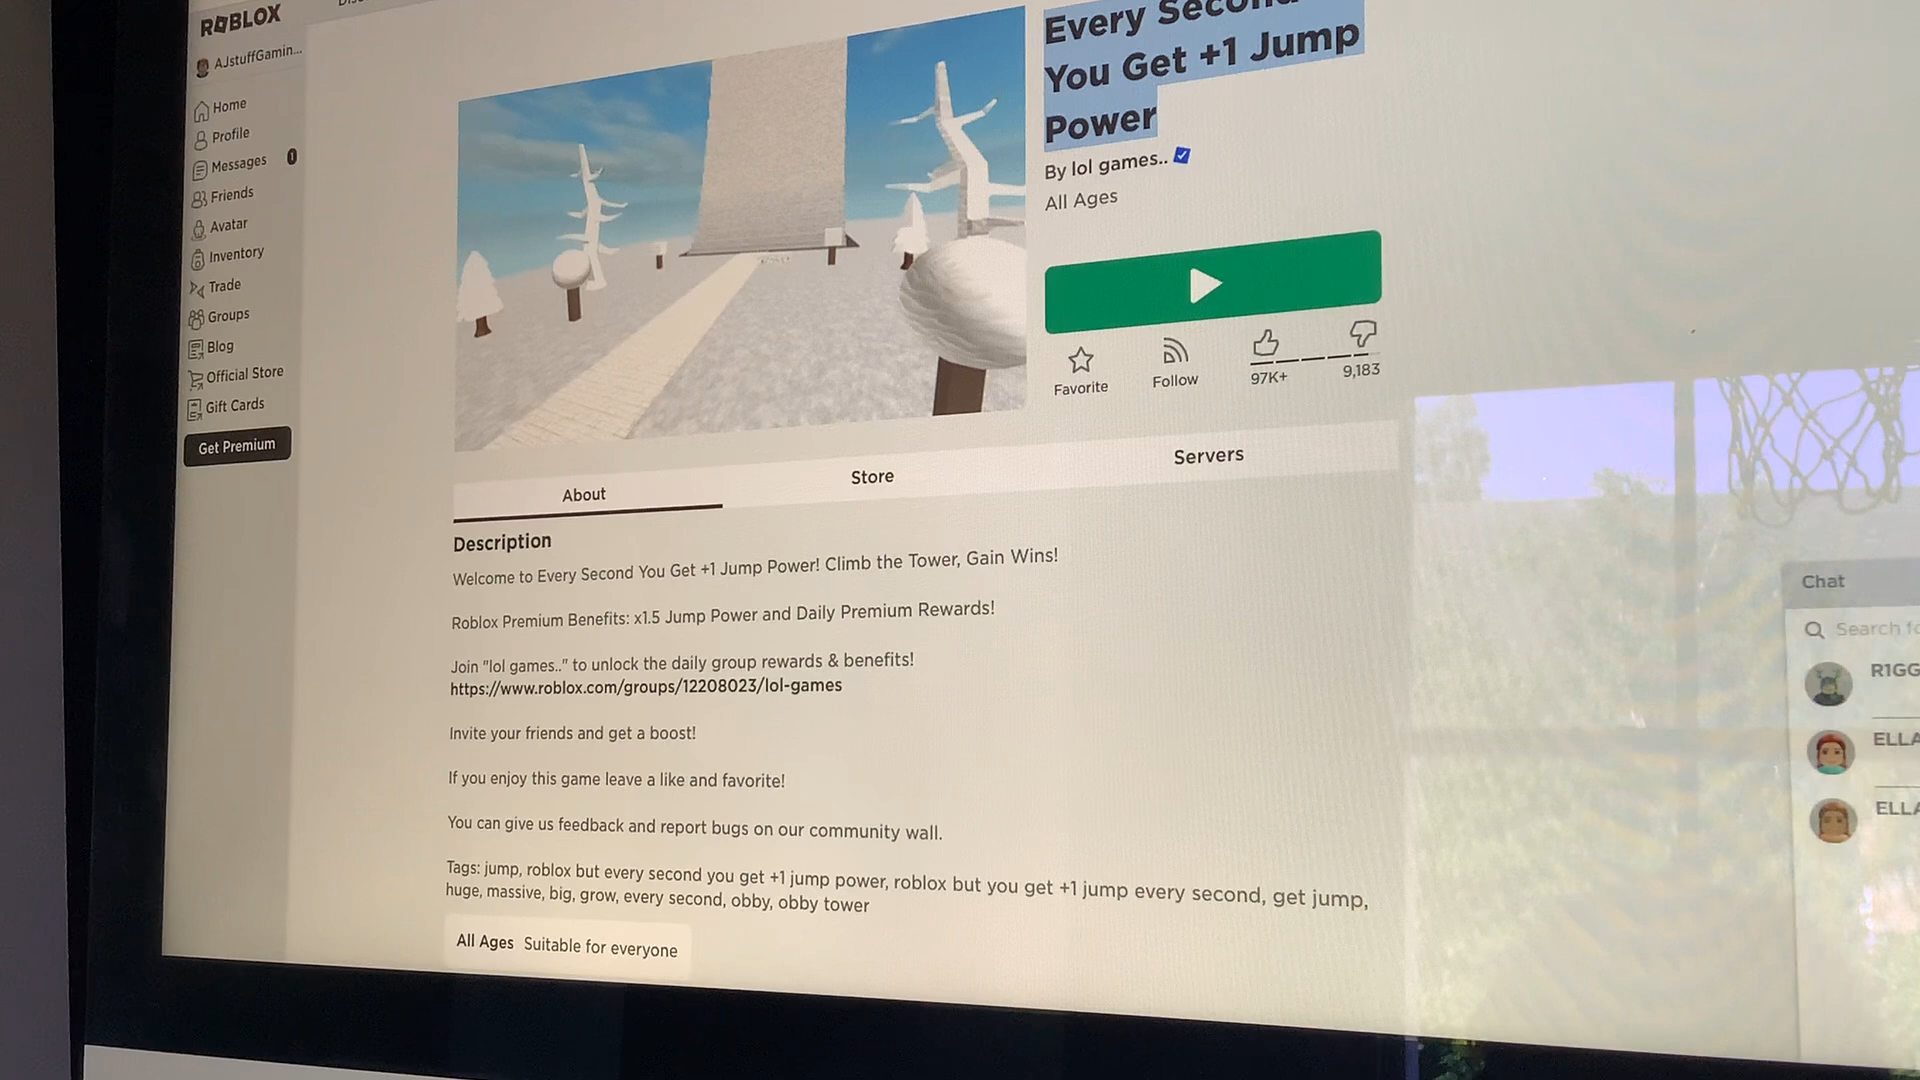 ROBLOX
AJstuffGamin...
Home
Profile
Messages 1
Friends
Avatar
Inventory
Trade
Groups
Blog
Official Store
Gift Cards
Get Premium
Every Second
You Get +1 Jump
Power
By lol games..
All Ages
Favorite
Follow
97K+
9,183
About
Store
Servers
Description
Welcome to Every Second You Get +1 Jump Power! Climb the Tower, Gain Wins!
Roblox Premium Benefits: x1.5 Jump Power and Daily Premium Rewards!
Join "lol games.." to unlock the daily group rewards & benefits!
https://www.roblox.com/groups/12208023/lol-games
Invite your friends and get a boost!
If you enjoy this game leave a like and favorite!
You can give us feedback and report bugs on our community wall.
Tags: jump, roblox but every second you get +1 jump power, roblox but you get +1 jump every second, get jump,
huge, massive, big, grow, every second, obby, obby tower
All Ages Suitable for everyone
Chat
Search fo
R1GG
ELLA
ELLA